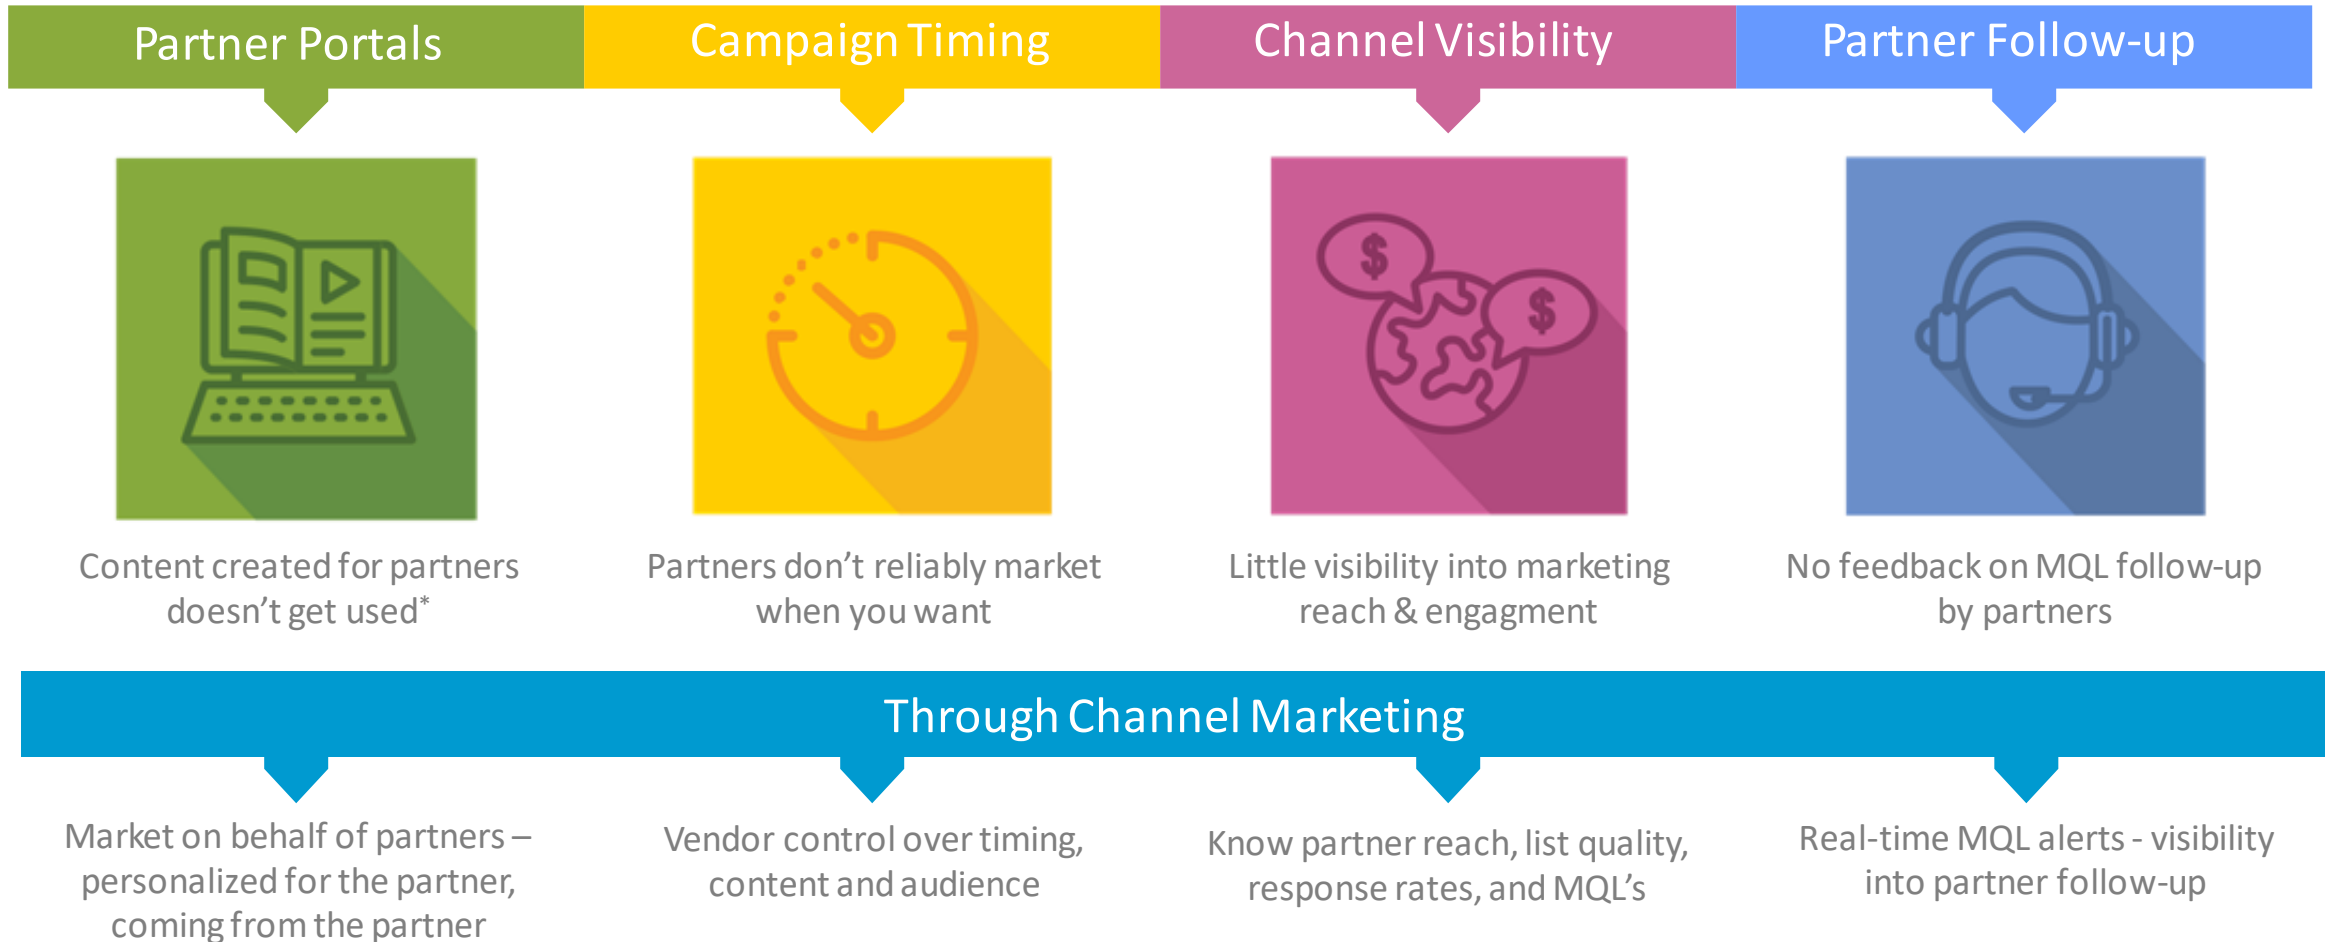 Partner Portals
Campaign Timing
Channel Visibility
Partner Follow-up
$
$
Content created for partners
doesn't get used*
Partners don't reliably market
when you want
Little visibility into marketing
reach & engagment
No feedback on MQL follow-up
by partners
Through Channel Marketing
Market on behalf of partners –
personalized for the partner,
coming from the partner
Vendor control over timing,
content and audience
Know partner reach, list quality,
response rates, and MQL's
Real-time MQL alerts - visibility
into partner follow-up